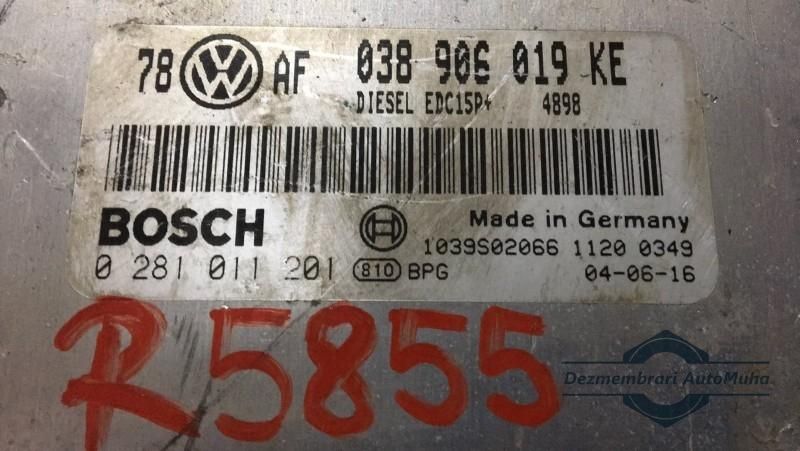 78 VW AF 038 906 019 KE
DIESEL EDC15P+ 4898
BOSCH
Made in Germany
1039S02066 1120 0349
0 281 011 201 810 BPG 04-06-16
R5855
Dezmembrari AutoMuha